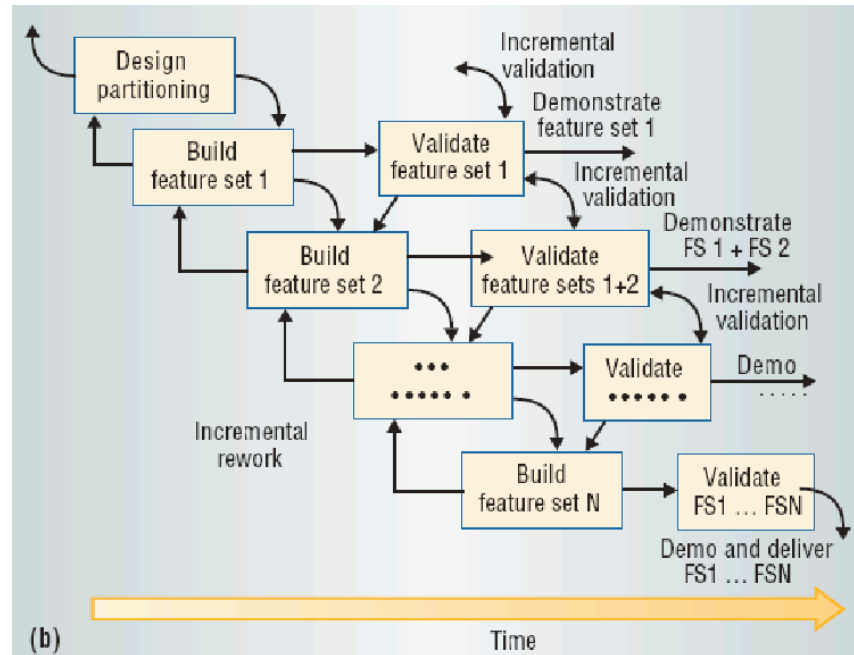 Design
partitioning
Incremental
validation
Demonstrate
feature set 1
Build
feature set 1
Validate
feature set 1
Incremental
validation
Demonstrate
FS 1 + FS 2
Build
feature set 2
Validate
feature sets 1+2
Incremental
validation
•••
••••••
Validate
••••••
Demo
.....
Incremental
rework
Build
feature set N
Validate
FS1 ... FSN
Demo and deliver
FS1 ... FSN
(b)
Time